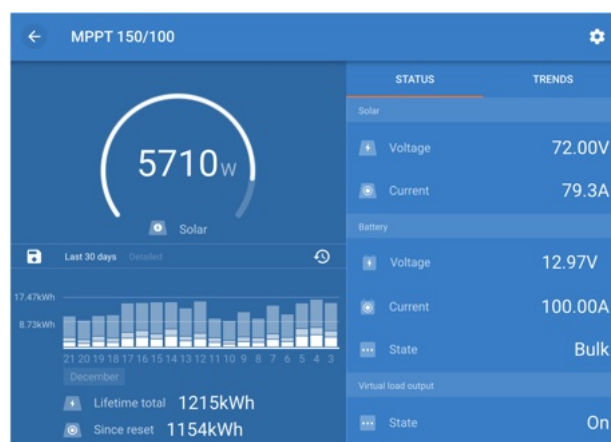 MPPT 150/100
5710W
Solar
Last 30 days Detailed
17.47kWh
8.73kWh
21 20 19 18 17 16 15 14 13 12 11 10 9 8 7 6 5 4 3
December
Lifetime total 1215kWh
Since reset 1154kWh
STATUS TRENDS
Solar
Voltage 72.00V
Current 79.3A
Battery
Voltage 12.97V
Current 100.00A
State Bulk
Virtual load output
State On